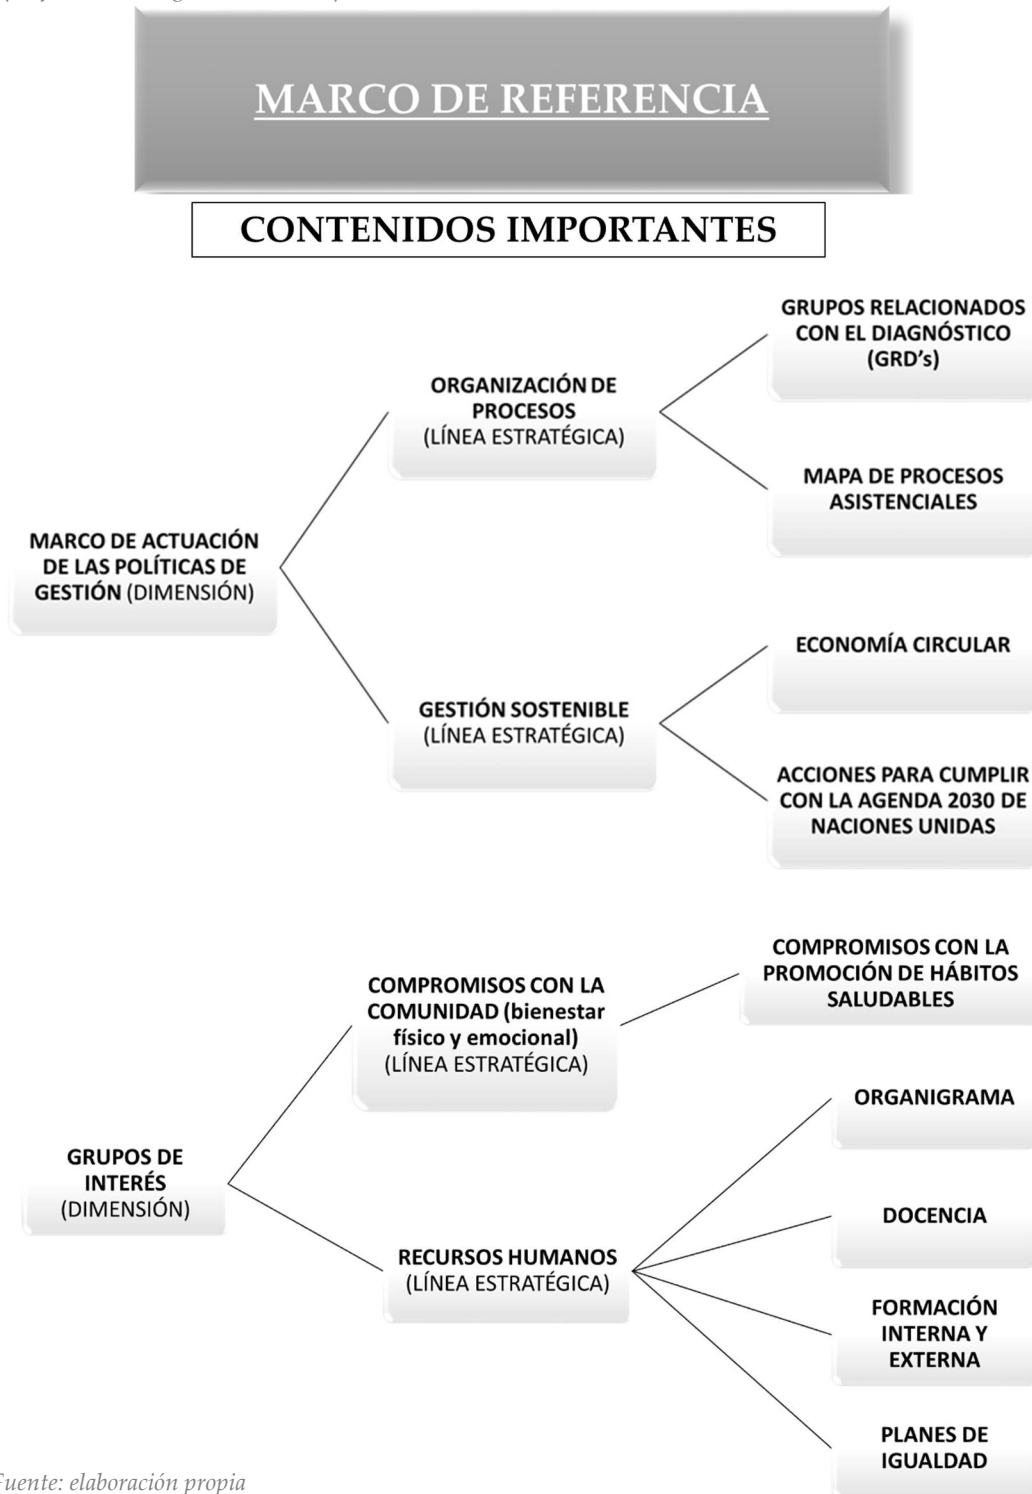 MARCO DE REFERENCIA
CONTENIDOS IMPORTANTES
MARCO DE ACTUACIÓN
DE LAS POLÍTICAS DE
GESTIÓN (DIMENSIÓN)
ORGANIZACIÓN DE
PROCESOS
(LÍNEA ESTRATÉGICA)
GRUPOS RELACIONADOS
CON EL DIAGNÓSTICO
(GRD's)
MAPA DE PROCESOS
ASISTENCIALES
GESTIÓN SOSTENIBLE
(LÍNEA ESTRATÉGICA)
ECONOMÍA CIRCULAR
ACCIONES PARA CUMPLIR
CON LA AGENDA 2030 DE
NACIONES UNIDAS
GRUPOS DE
INTERÉS
(DIMENSIÓN)
COMPROMISOS CON LA
COMUNIDAD (bienestar
físico y emocional)
(LÍNEA ESTRATÉGICA)
COMPROMISOS CON LA
PROMOCIÓN DE HÁBITOS
SALUDABLES
RECURSOS HUMANOS
(LÍNEA ESTRATÉGICA)
ORGANIGRAMA
DOCENCIA
FORMACIÓN
INTERNA Y
EXTERNA
PLANES DE
IGUALDAD
Fuente: elaboración propia